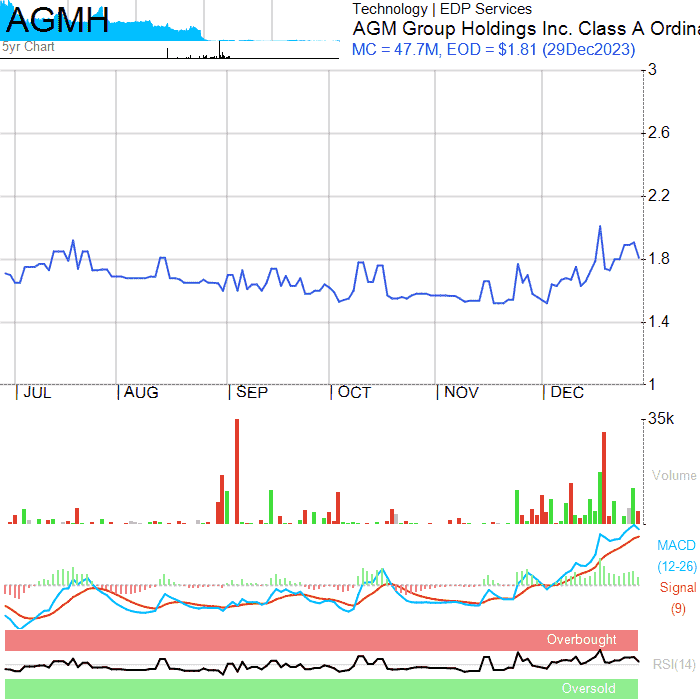 AGMH
5yr Chart
Technology | EDP Services
AGM Group Holdings Inc. Class A Ordina
MC = 47.7M, EOD = $1.81 (29Dec2023)
3
2.6
2.2
1.8
1.4
1
JUL AUG SEP OCT NOV DEC
35k
Volume
MACD
(12-26)
Signal
(9)
Overbought
RSI(14)
Oversold